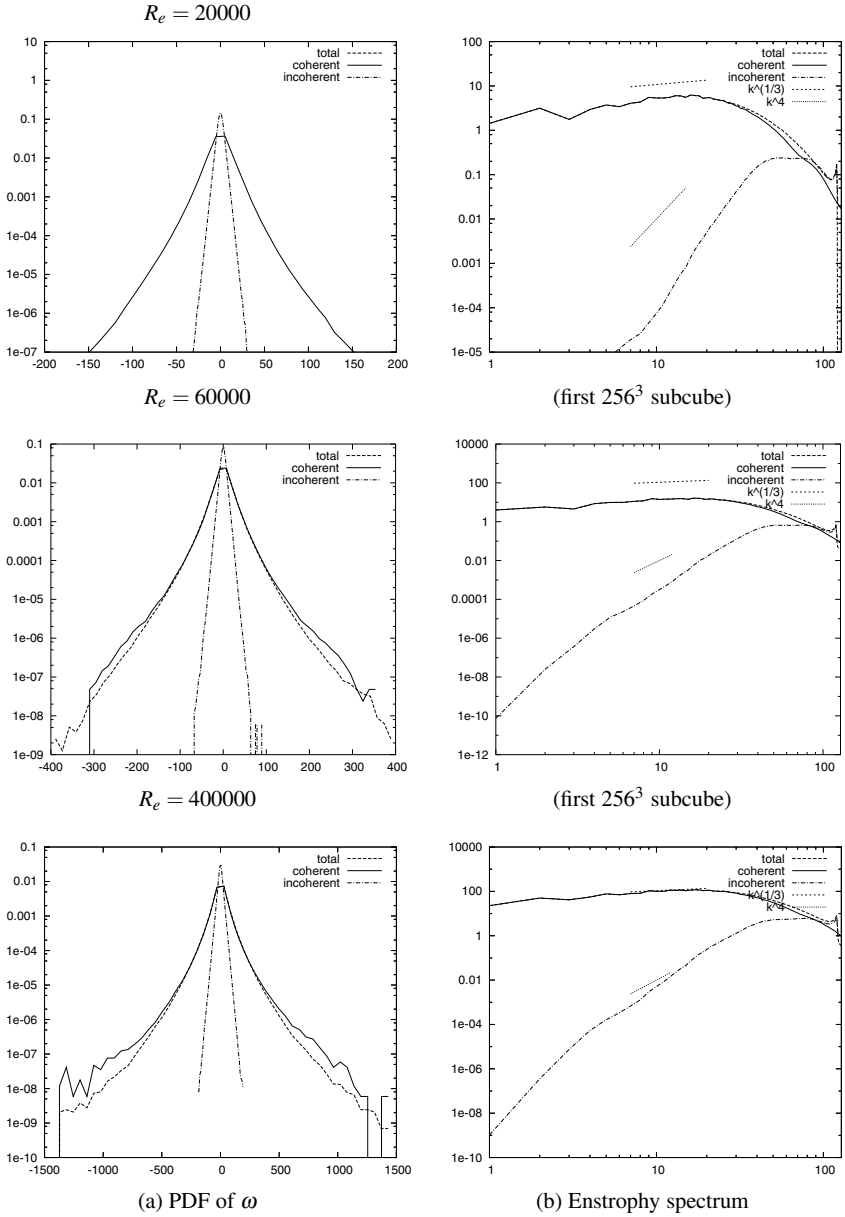 R_e = 20000
10
1
0.1
0.01
0.001
1e-04
1e-05
1e-06
1e-07
-200 -150 -100 -50 0 50 100 150 200
total
coherent
incoherent
100
10
1
0.1
0.01
0.001
1e-04
1e-05
1 10 100
total
coherent
incoherent
k^(1/3)
k^4
R_e = 60000
(first 256³ subcube)
0.1
0.01
0.001
0.0001
1e-05
1e-06
1e-07
1e-08
1e-09
-400 -300 -200 -100 0 100 200 300 400
total
coherent
incoherent
10000
100
1
0.01
0.0001
1e-06
1e-08
1e-10
1e-12
1 10 100
total
coherent
incoherent
k^(1/3)
k^4
R_e = 400000
(first 256³ subcube)
0.1
0.01
0.001
1e-04
1e-05
1e-06
1e-07
1e-08
1e-09
1e-10
-1500 -1000 -500 0 500 1000 1500
total
coherent
incoherent
10000
100
1
0.01
1e-04
1e-06
1e-08
1e-10
1 10 100
total
coherent
incoherent
k^(1/3)
k^4
(a) PDF of ω
(b) Enstrophy spectrum